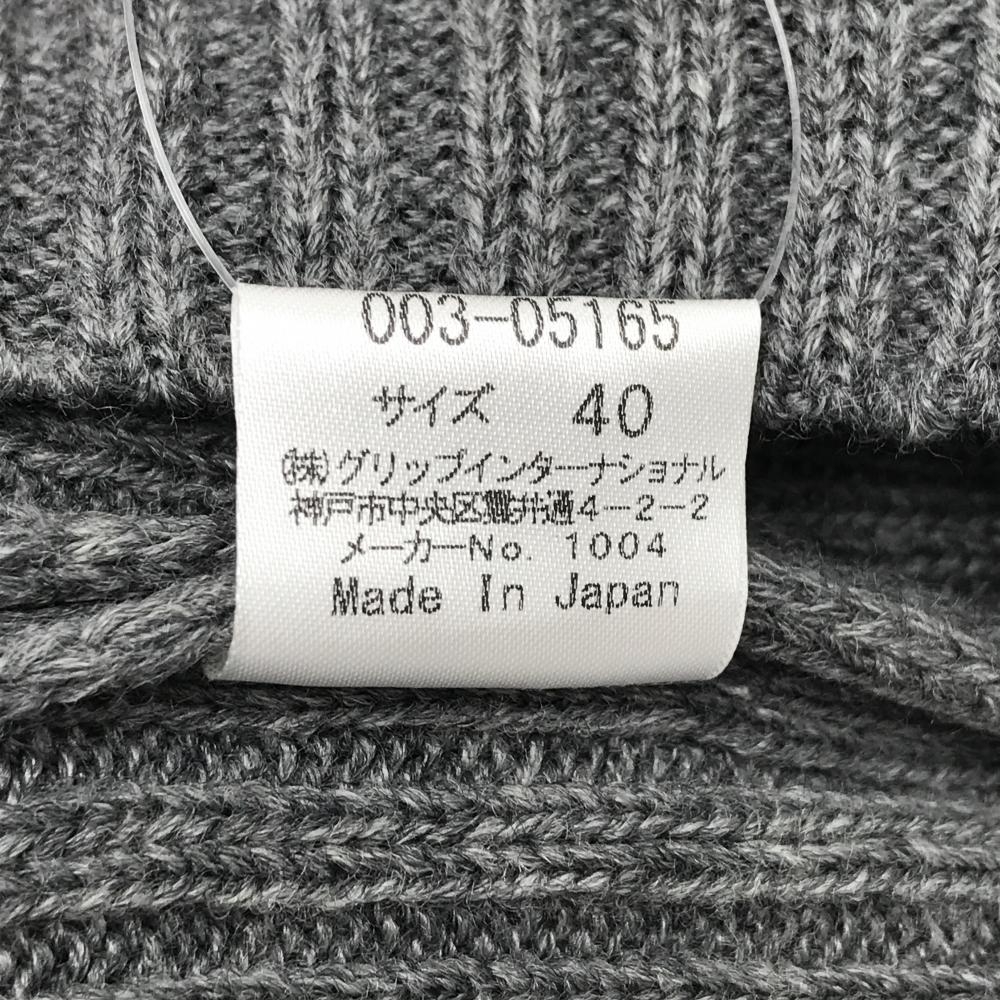 003-05165
サイズ 40
(株)グリップインターナショナル
神戸市中央区雲井通4-2-2
メーカーNo. 1004
Made In Japan